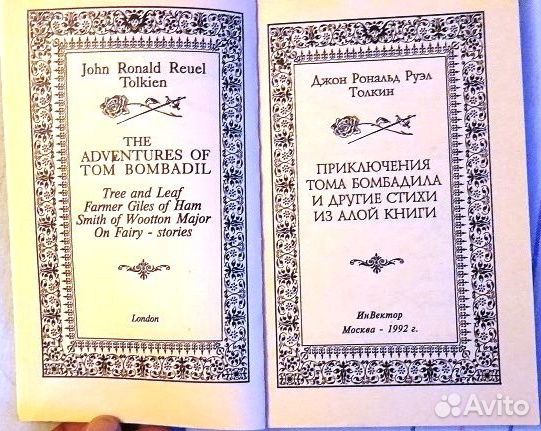 John Ronald Reuel
Tolkien
THE
ADVENTURES OF
TOM BOMBADIL
Tree and Leaf
Farmer Giles of Ham
Smith of Wootton Major
On Fairy - stories
London
Джон Рональд Руэл
Толкин
ПРИКЛЮЧЕНИЯ
ТОМА БОМБАДИЛА
И ДРУГИЕ СТИХИ
ИЗ АЛОЙ КНИГИ
ИнВектор
Москва - 1992 г.
Avito